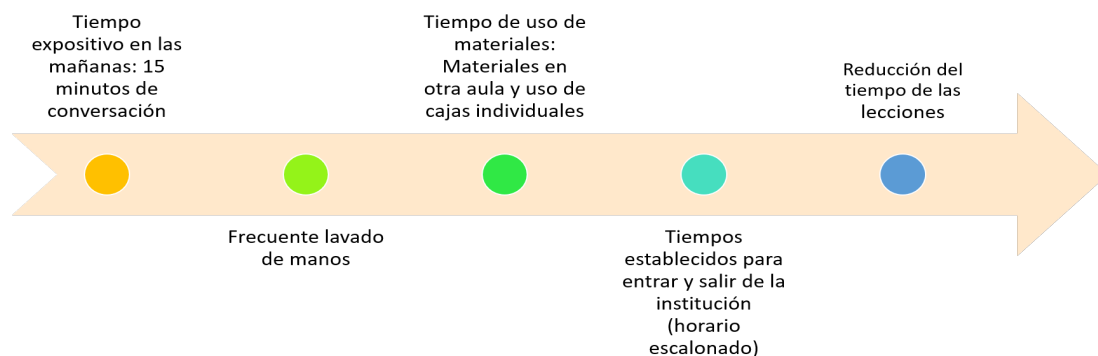 Tiempo
expositivo en las
mañanas: 15
minutos de
conversación
Frecuente lavado
de manos
Tiempo de uso de
materiales:
Materiales en
otra aula y uso de
cajas individuales
Tiempos
establecidos para
entrar y salir de la
institución
(horario
escalonado)
Reducción del
tiempo de las
lecciones